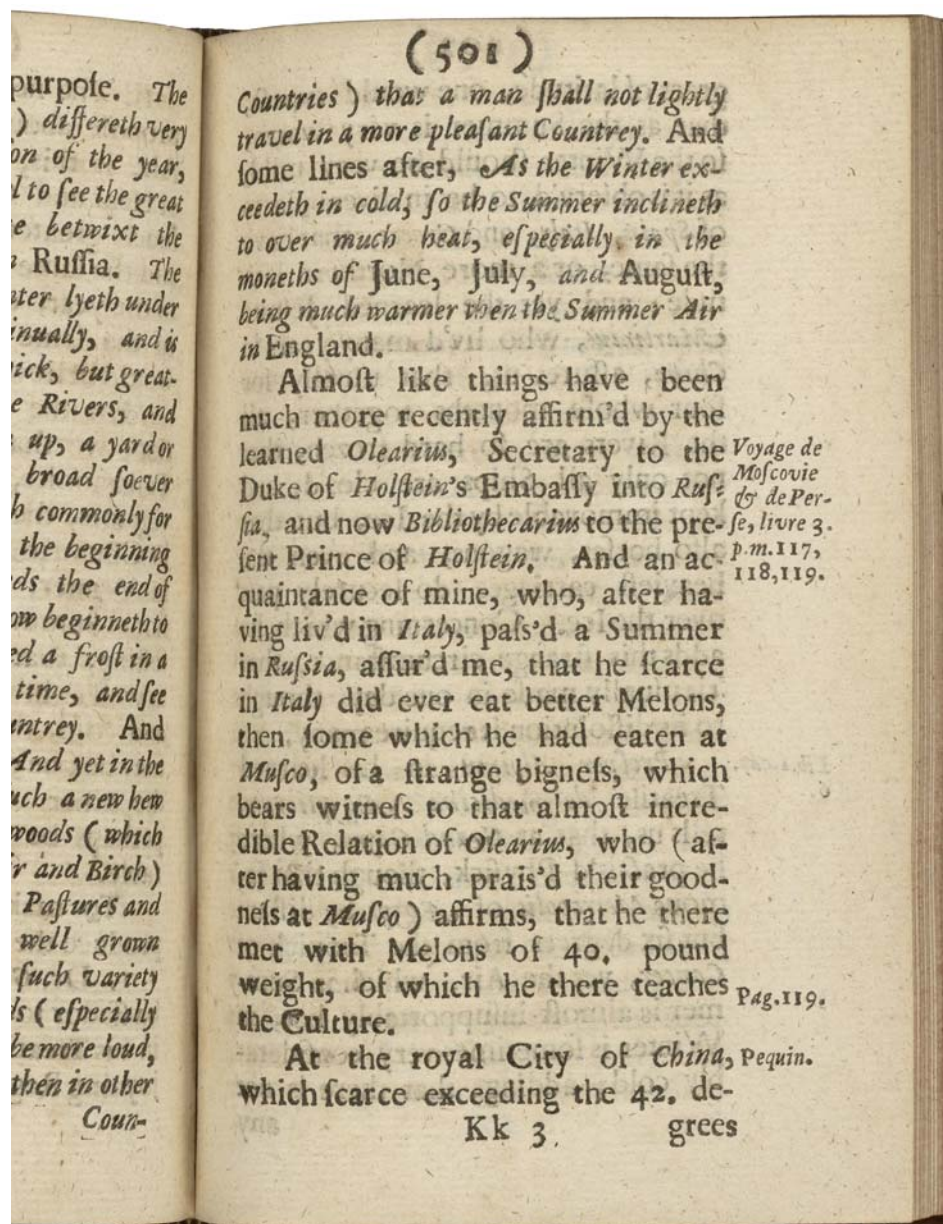 purpoſe. The
) differeth very
on of the year,
l to ſee the great
e betwixt the
Ruſſia. The
nter lyeth under
inually, and is
ick, but great-
e Rivers, and
up, a yard or
broad ſoever
h commonly for
the beginning
ds the end of
ow beginneth to
ed a froſt in a
time, and ſee
untrey. And
And yet in the
uch a new hew
woods ( which
r and Birch )
Paſtures and
well grown
ſuch variety
ds ( eſpecially
be more loud,
then in other
Coun-
(501)
Countries ) that a man ſhall not lightly
travel in a more pleaſant Countrey. And
ſome lines after, As the Winter ex-
ceedeth in cold, ſo the Summer inclineth
to over much heat, eſpecially in the
moneths of June, July, and Auguſt,
being much warmer then the Summer Air
in England.
Almoſt like things have been
much more recently affirm'd by the
learned Olearius, Secretary to the
Duke of Holſtein's Embaſſy into Ruſ-
ſia, and now Bibliothecarius to the pre-
ſent Prince of Holſtein. And an ac-
quaintance of mine, who, after ha-
ving liv'd in Italy, paſs'd a Summer
in Ruſsia, aſſur'd me, that he ſcarce
in Italy did ever eat better Melons,
then ſome which he had eaten at
Muſco, of a ſtrange bigneſs, which
bears witneſs to that almoſt incre-
dible Relation of Olearius, who ( af-
ter having much prais'd their good-
neſs at Muſco ) affirms, that he there
met with Melons of 40. pound
weight, of which he there teaches
the Culture.
At the royal City of China,
which ſcarce exceeding the 42. de-
Kk 3 grees
Voyage de
Moſcovie
& de Per-
ſe, livre 3.
p.m.117,
118,119.
Pag.119.
Pequin.